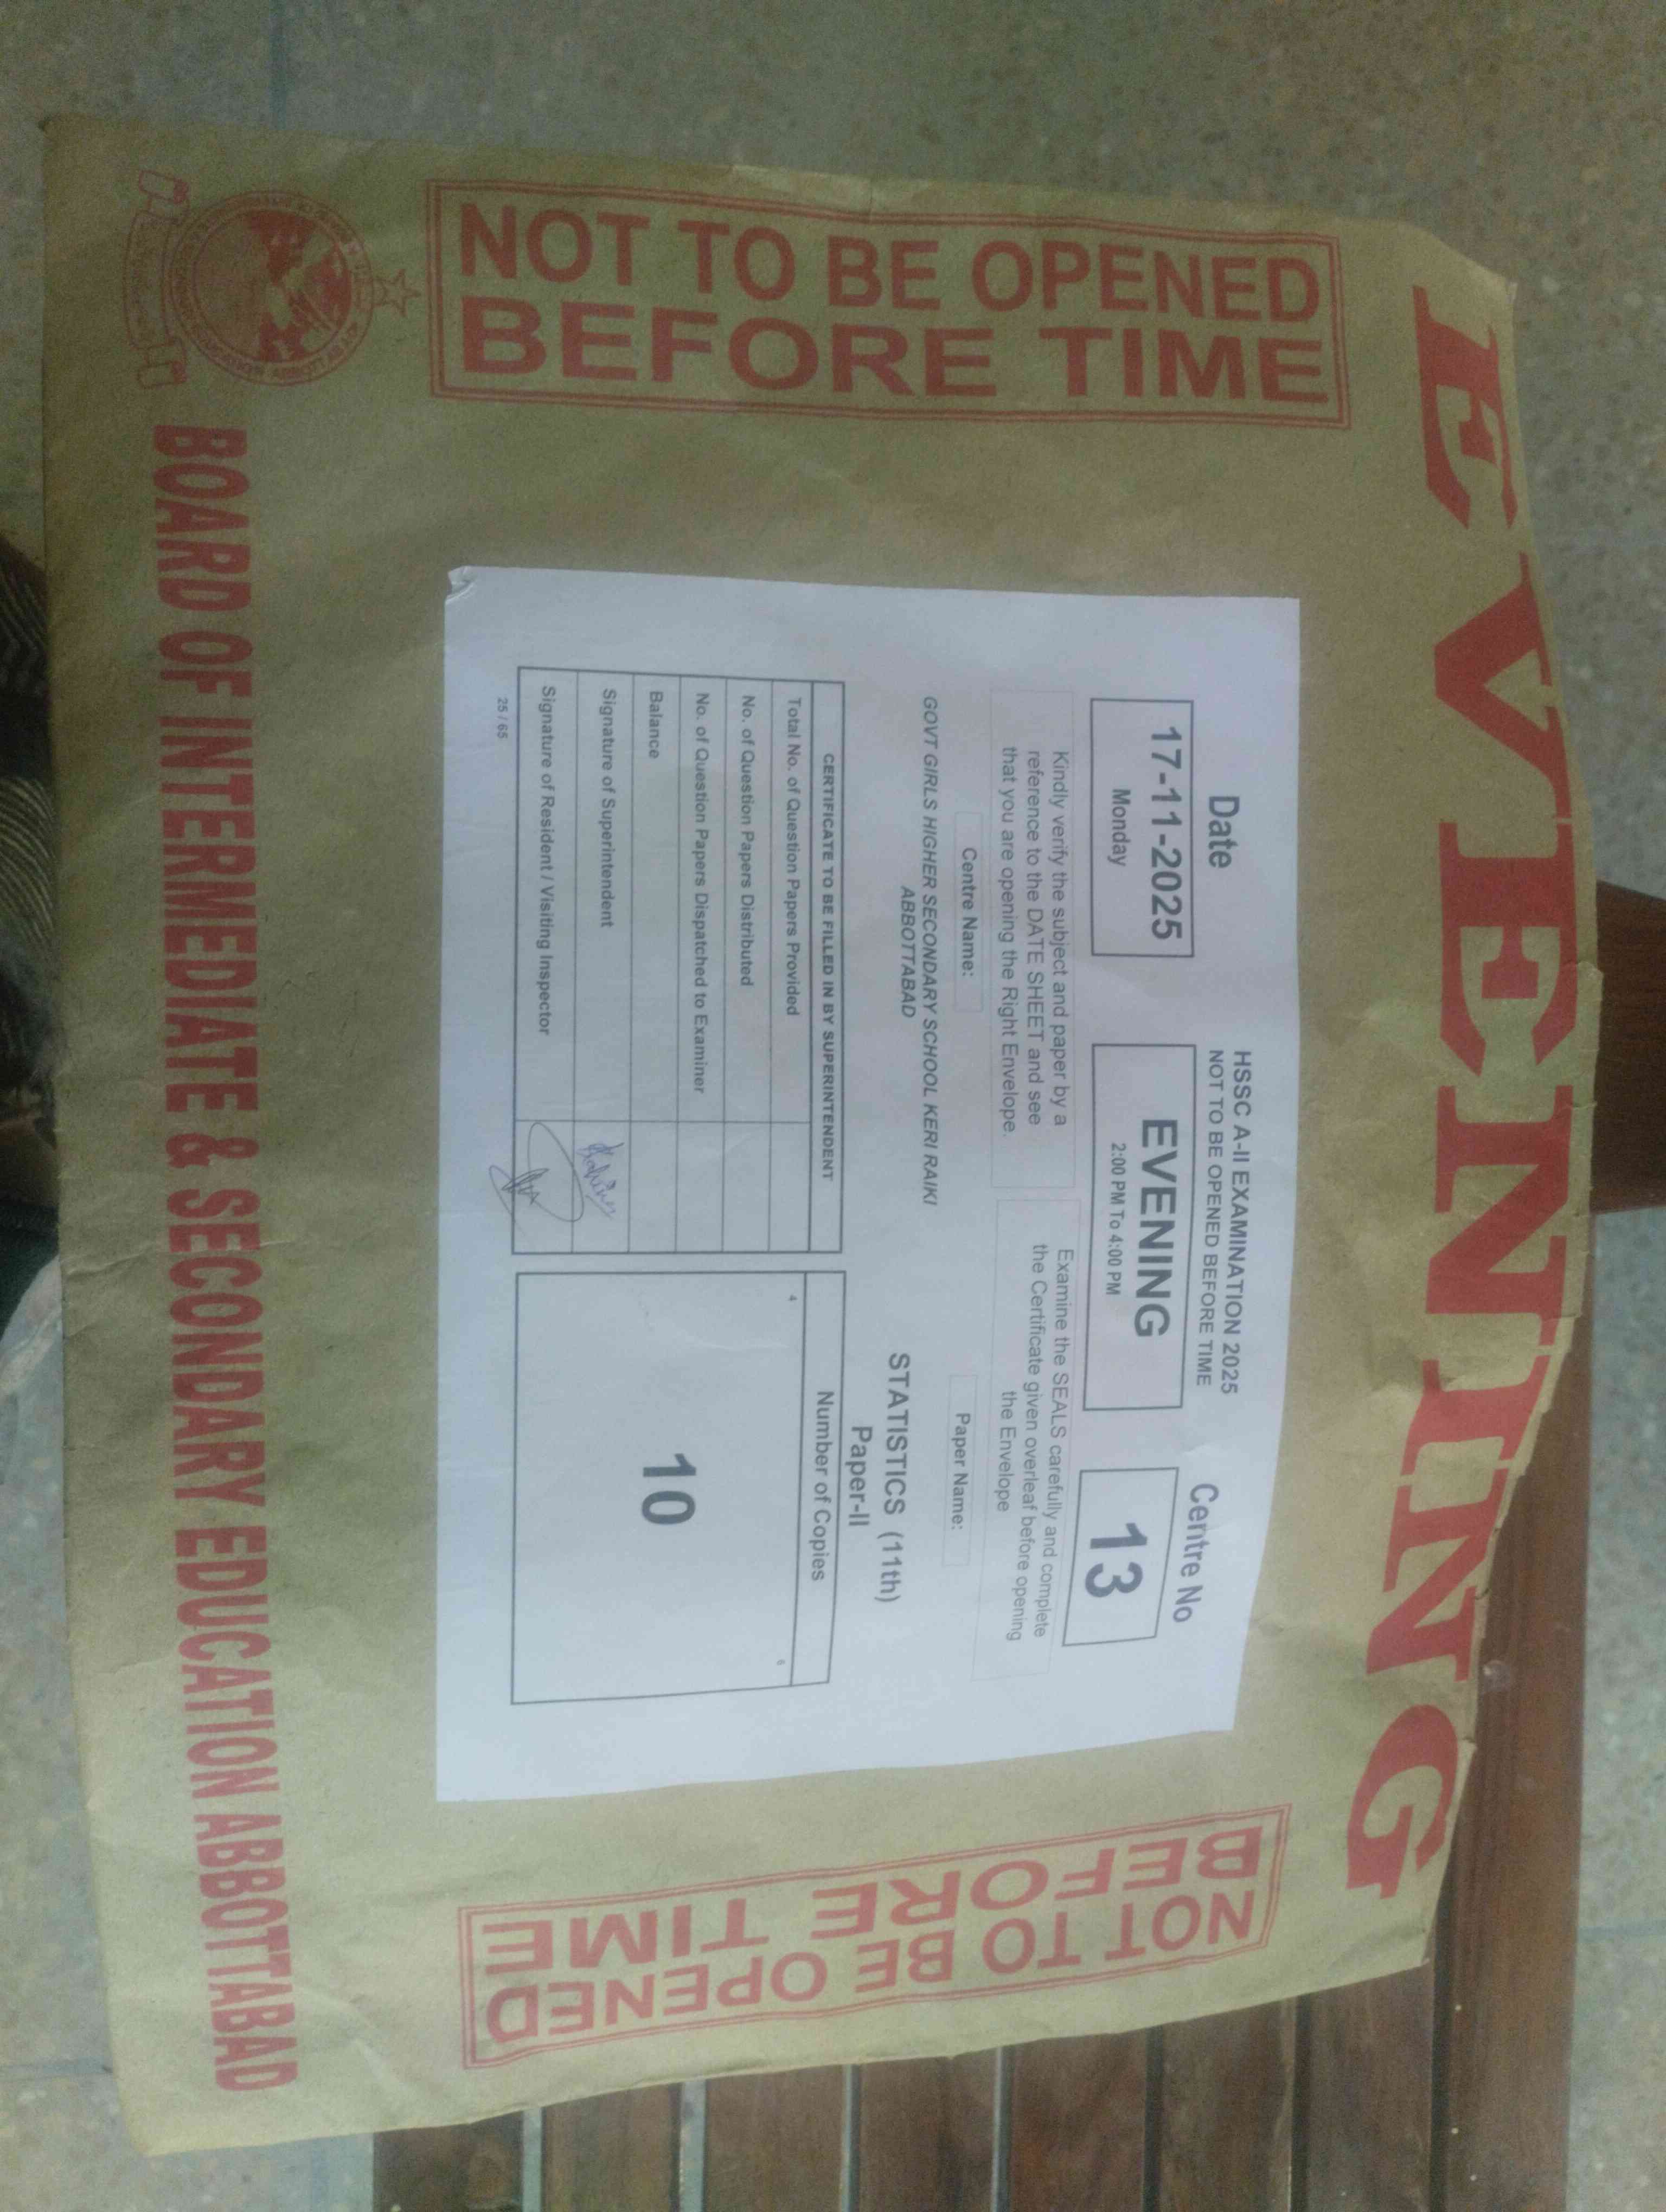 EVENING
NOT TO BE OPENED
BEFORE TIME
Date
17-11-2025
Monday
HSSC A-II EXAMINATION 2025
NOT TO BE OPENED BEFORE TIME
EVENING
2:00 PM To 4:00 PM
Centre No
13
Kindly verify the subject and paper by a
reference to the DATE SHEET and see
that you are opening the Right Envelope.
Examine the SEALS carefully and complete
the Certificate given overleaf before opening
the Envelope
Centre Name:
GOVT GIRLS HIGHER SECONDARY SCHOOL KERI RAIKI
ABBOTTABAD
Paper Name:
STATISTICS (11th)
Paper-II
CERTIFICATE TO BE FILLED IN BY SUPERINTENDENT
Total No. of Question Papers Provided
No. of Question Papers Distributed
No. of Question Papers Dispatched to Examiner
Balance
Signature of Superintendent
Signature of Resident / Visiting Inspector
Number of Copies
4
6
10
25 / 65
NOT TO BE OPENED
BEFORE TIME
BOARD OF INTERMEDIATE & SECONDARY EDUCATION ABBOTTABAD